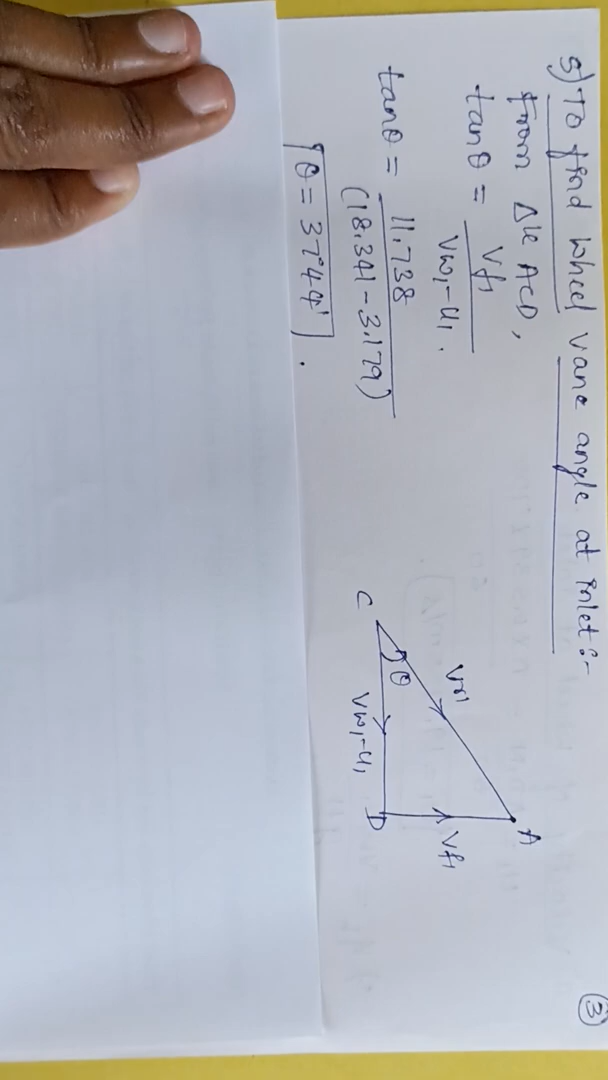 ③
5) To find wheel vane angle at inlet :-
From Δle ACD,
tanθ = Vf₁ / Vw₁-u₁.
tanθ = 11.738 / (18.341 - 3.179)
θ = 37°44' .
A
Vr₁
Vf₁
C
θ
D
Vw₁-u₁